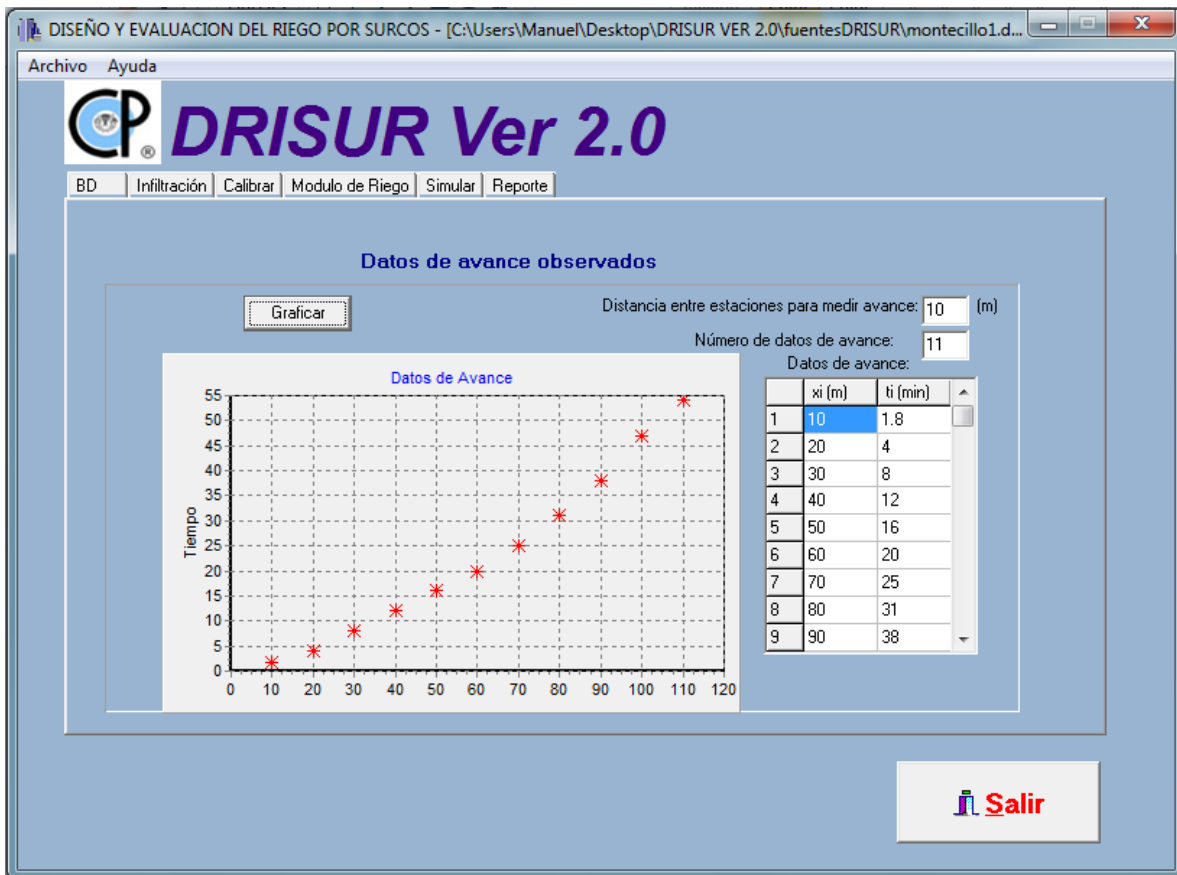 DISEÑO Y EVALUACION DEL RIEGO POR SURCOS - [C:\Users\Manuel\Desktop\DRISUR VER 2.0\fuentesDRISUR\montecillo1.d...
Archivo Ayuda
CP ® DRISUR Ver 2.0
BD Infiltración Calibrar Modulo de Riego Simular Reporte
Datos de avance observados
Graficar
Distancia entre estaciones para medir avance: 10 (m)
Número de datos de avance: 11
Datos de avance:
xi (m) ti (min)
1 10 1.8
2 20 4
3 30 8
4 40 12
5 50 16
6 60 20
7 70 25
8 80 31
9 90 38
Datos de Avance
Tiempo
55
50
45
40
35
30
25
20
15
10
5
0
0 10 20 30 40 50 60 70 80 90 100 110 120
Salir